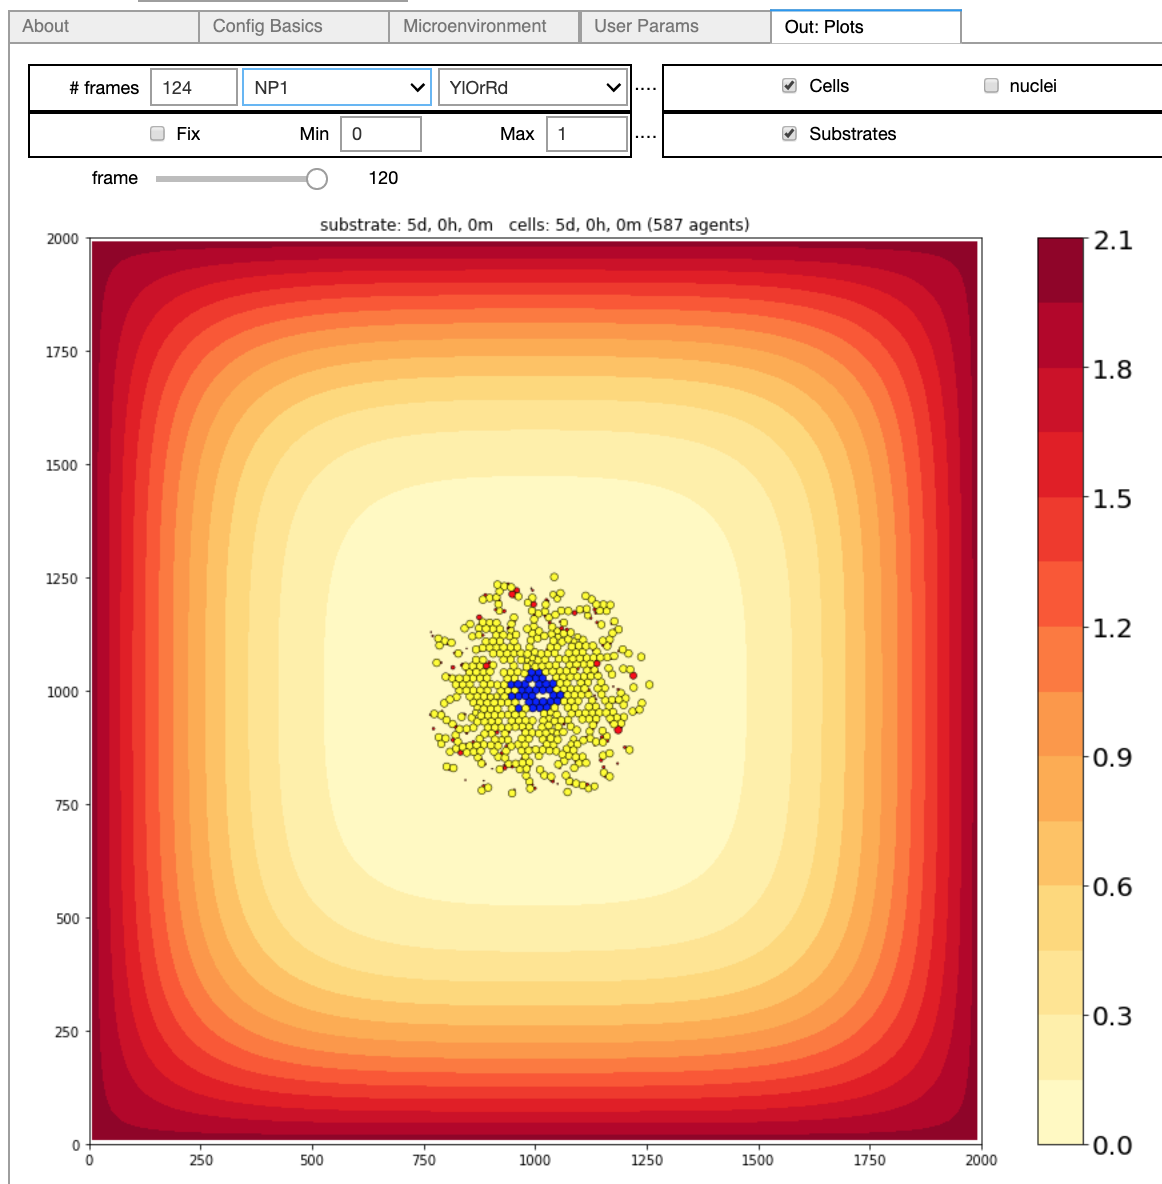 About Config Basics Microenvironment User Params Out: Plots
# frames 124 NP1 YlOrRd .... Cells nuclei
Fix Min 0 Max 1 .... Substrates
frame 120
substrate: 5d, 0h, 0m cells: 5d, 0h, 0m (587 agents)
2000
1750
1500
1250
1000
750
500
250
0
0 250 500 750 1000 1250 1500 1750 2000
2.1
1.8
1.5
1.2
0.9
0.6
0.3
0.0